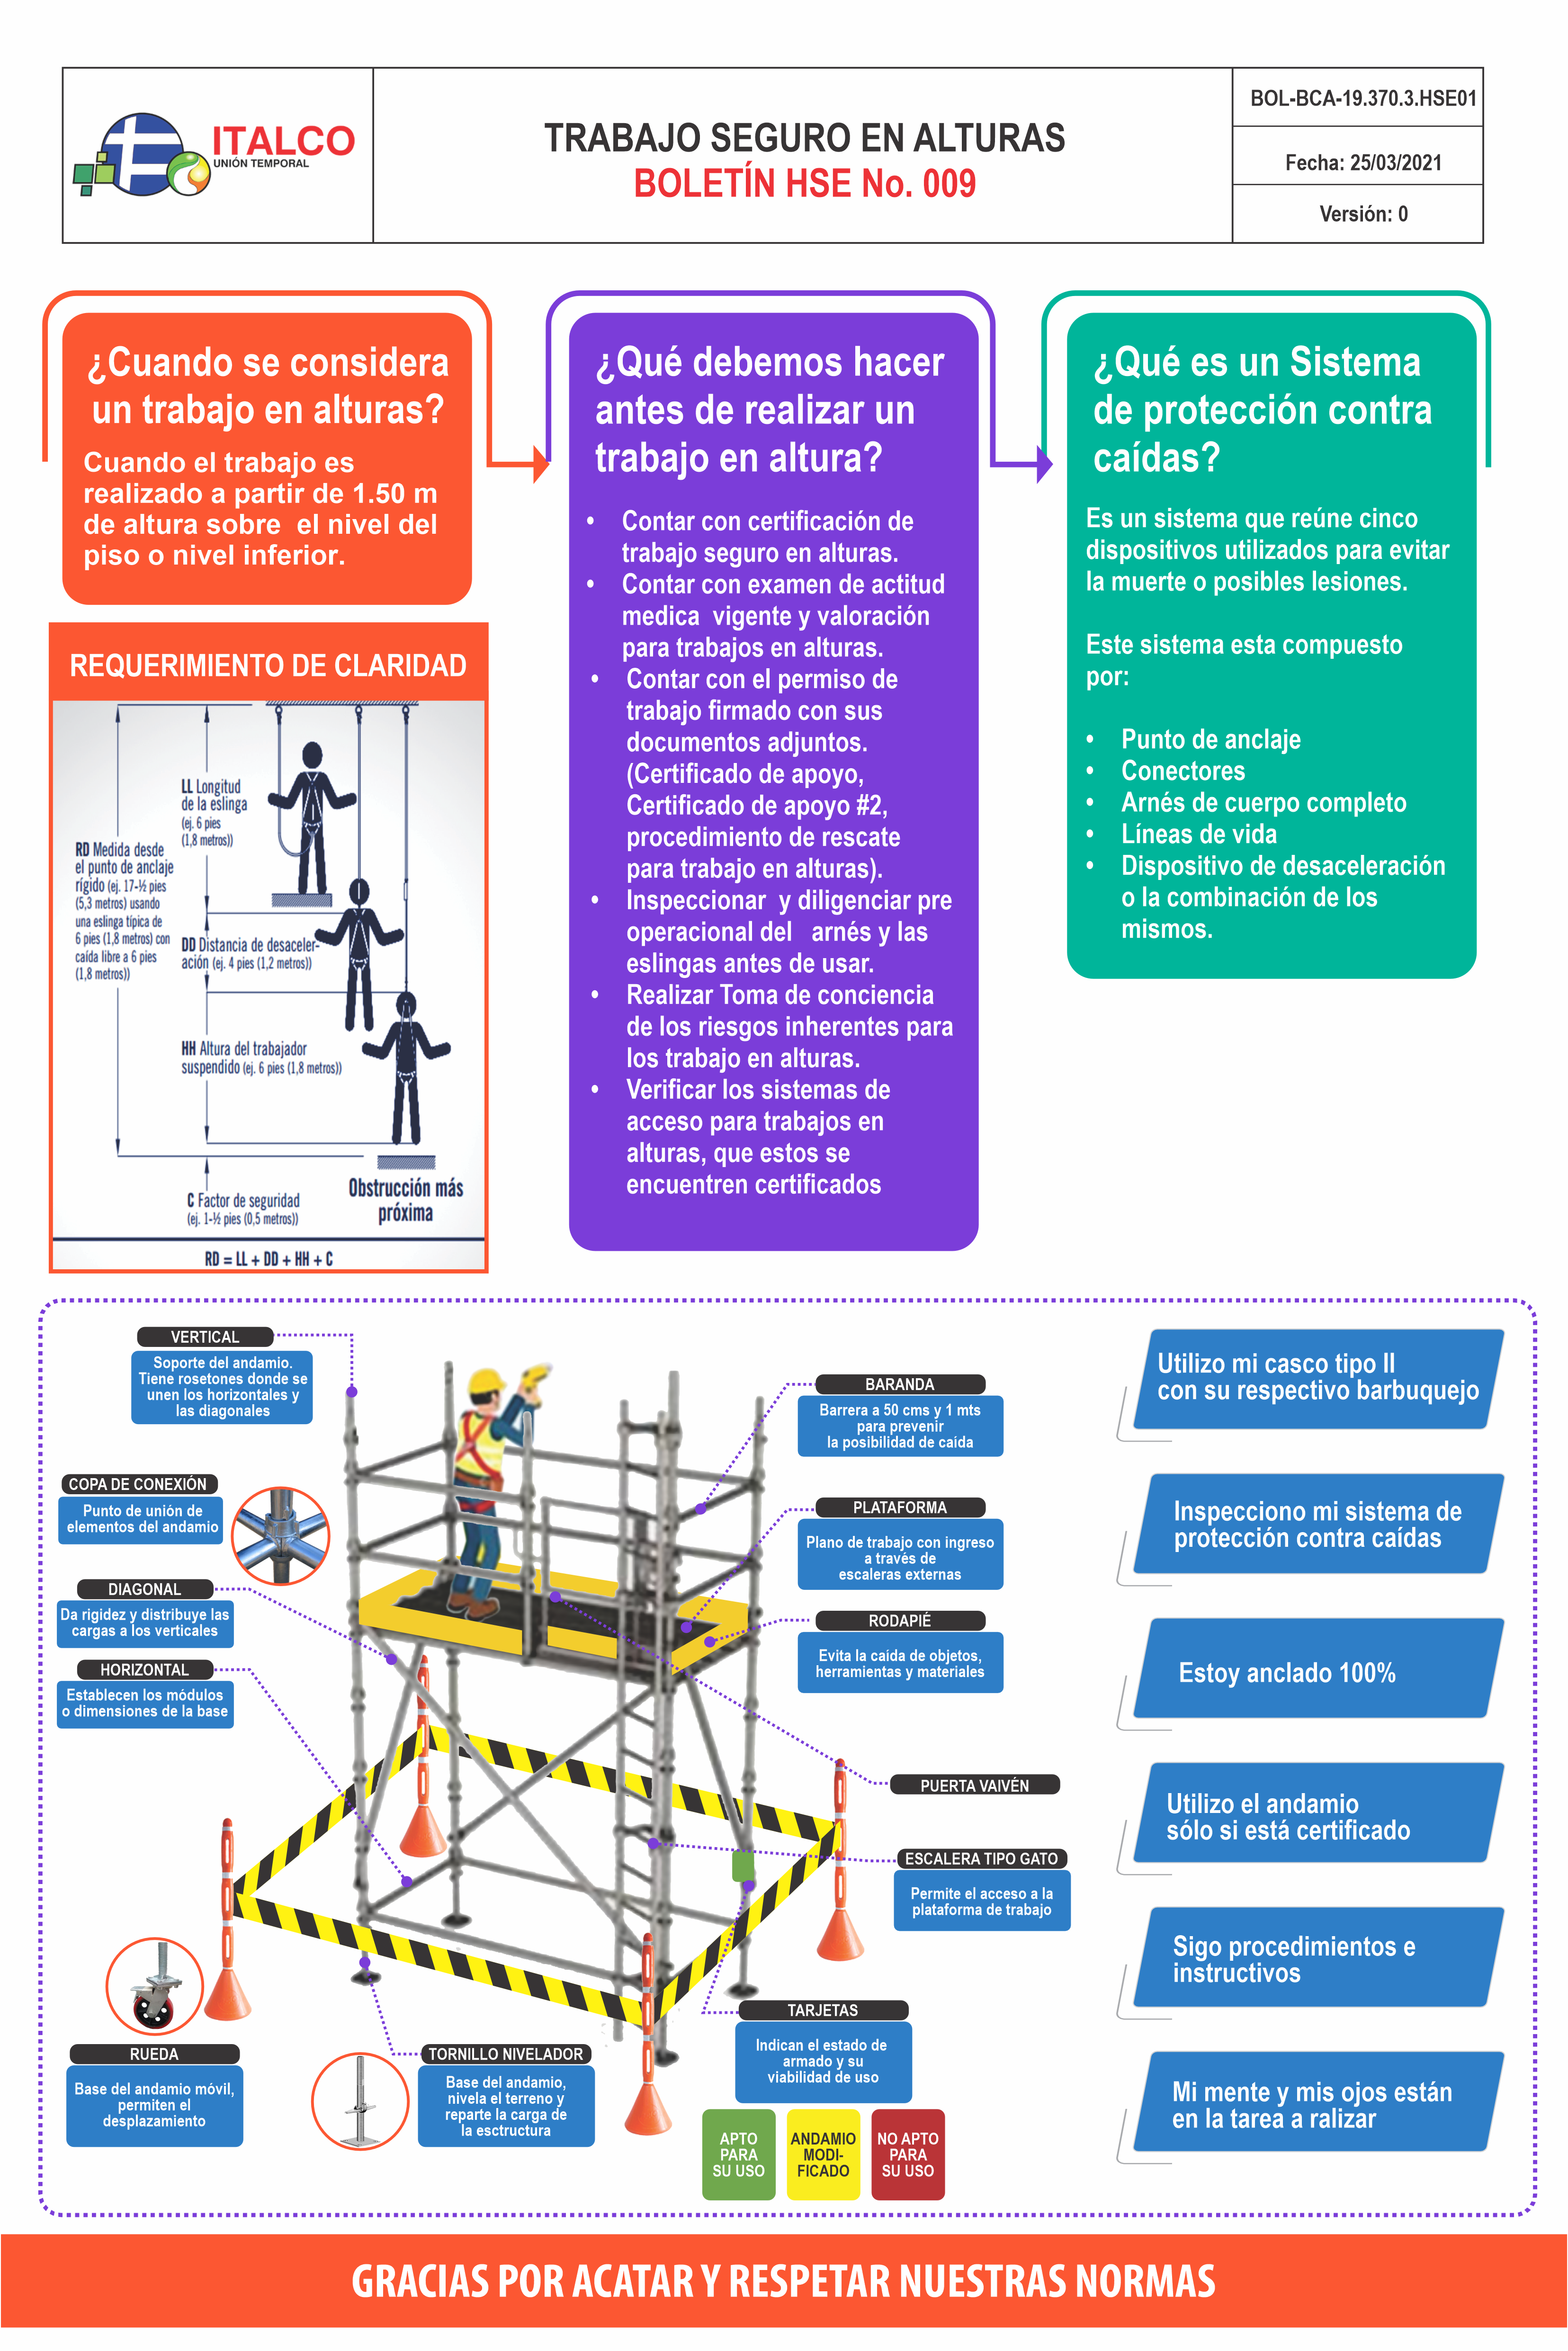 ITALCO
UNIÓN TEMPORAL
TRABAJO SEGURO EN ALTURAS
BOLETÍN HSE No. 009
BOL-BCA-19.370.3.HSE01
Fecha: 25/03/2021
Versión: 0
¿Cuando se considera
un trabajo en alturas?
Cuando el trabajo es
realizado a partir de 1.50 m
de altura sobre el nivel del
piso o nivel inferior.
REQUERIMIENTO DE CLARIDAD
LL Longitud
de la eslinga
(ej. 6 pies
(1,8 metros))
RD Medida desde
el punto de anclaje
rígido (ej. 17-½ pies
(5,3 metros) usando
una eslinga típica de
6 pies (1,8 metros) con
caída libre a 6 pies
(1,8 metros))
DD Distancia de desaceler-
ación (ej. 4 pies (1,2 metros))
HH Altura del trabajador
suspendido (ej. 6 pies (1,8 metros))
C Factor de seguridad
(ej. 1-½ pies (0,5 metros))
Obstrucción más
próxima
RD = LL + DD + HH + C
¿Qué debemos hacer
antes de realizar un
trabajo en altura?
• Contar con certificación de
trabajo seguro en alturas.
• Contar con examen de actitud
medica vigente y valoración
para trabajos en alturas.
• Contar con el permiso de
trabajo firmado con sus
documentos adjuntos.
(Certificado de apoyo,
Certificado de apoyo #2,
procedimiento de rescate
para trabajo en alturas).
• Inspeccionar y diligenciar pre
operacional del arnés y las
eslingas antes de usar.
• Realizar Toma de conciencia
de los riesgos inherentes para
los trabajo en alturas.
• Verificar los sistemas de
acceso para trabajos en
alturas, que estos se
encuentren certificados
¿Qué es un Sistema
de protección contra
caídas?
Es un sistema que reúne cinco
dispositivos utilizados para evitar
la muerte o posibles lesiones.
Este sistema esta compuesto
por:
• Punto de anclaje
• Conectores
• Arnés de cuerpo completo
• Líneas de vida
• Dispositivo de desaceleración
o la combinación de los
mismos.
VERTICAL
Soporte del andamio.
Tiene rosetones donde se
unen los horizontales y
las diagonales
COPA DE CONEXIÓN
Punto de unión de
elementos del andamio
DIAGONAL
Da rigidez y distribuye las
cargas a los verticales
HORIZONTAL
Establecen los módulos
o dimensiones de la base
RUEDA
Base del andamio móvil,
permiten el
desplazamiento
TORNILLO NIVELADOR
Base del andamio,
nivela el terreno y
reparte la carga de
la esctructura
BARANDA
Barrera a 50 cms y 1 mts
para prevenir
la posibilidad de caída
PLATAFORMA
Plano de trabajo con ingreso
a través de
escaleras externas
RODAPIÉ
Evita la caída de objetos,
herramientas y materiales
PUERTA VAIVÉN
ESCALERA TIPO GATO
Permite el acceso a la
plataforma de trabajo
TARJETAS
Indican el estado de
armado y su
viabilidad de uso
APTO
PARA
SU USO
ANDAMIO
MODI-
FICADO
NO APTO
PARA
SU USO
Utilizo mi casco tipo II
con su respectivo barbuquejo
Inspecciono mi sistema de
protección contra caídas
Estoy anclado 100%
Utilizo el andamio
sólo si está certificado
Sigo procedimientos e
instructivos
Mi mente y mis ojos están
en la tarea a ralizar
GRACIAS POR ACATAR Y RESPETAR NUESTRAS NORMAS